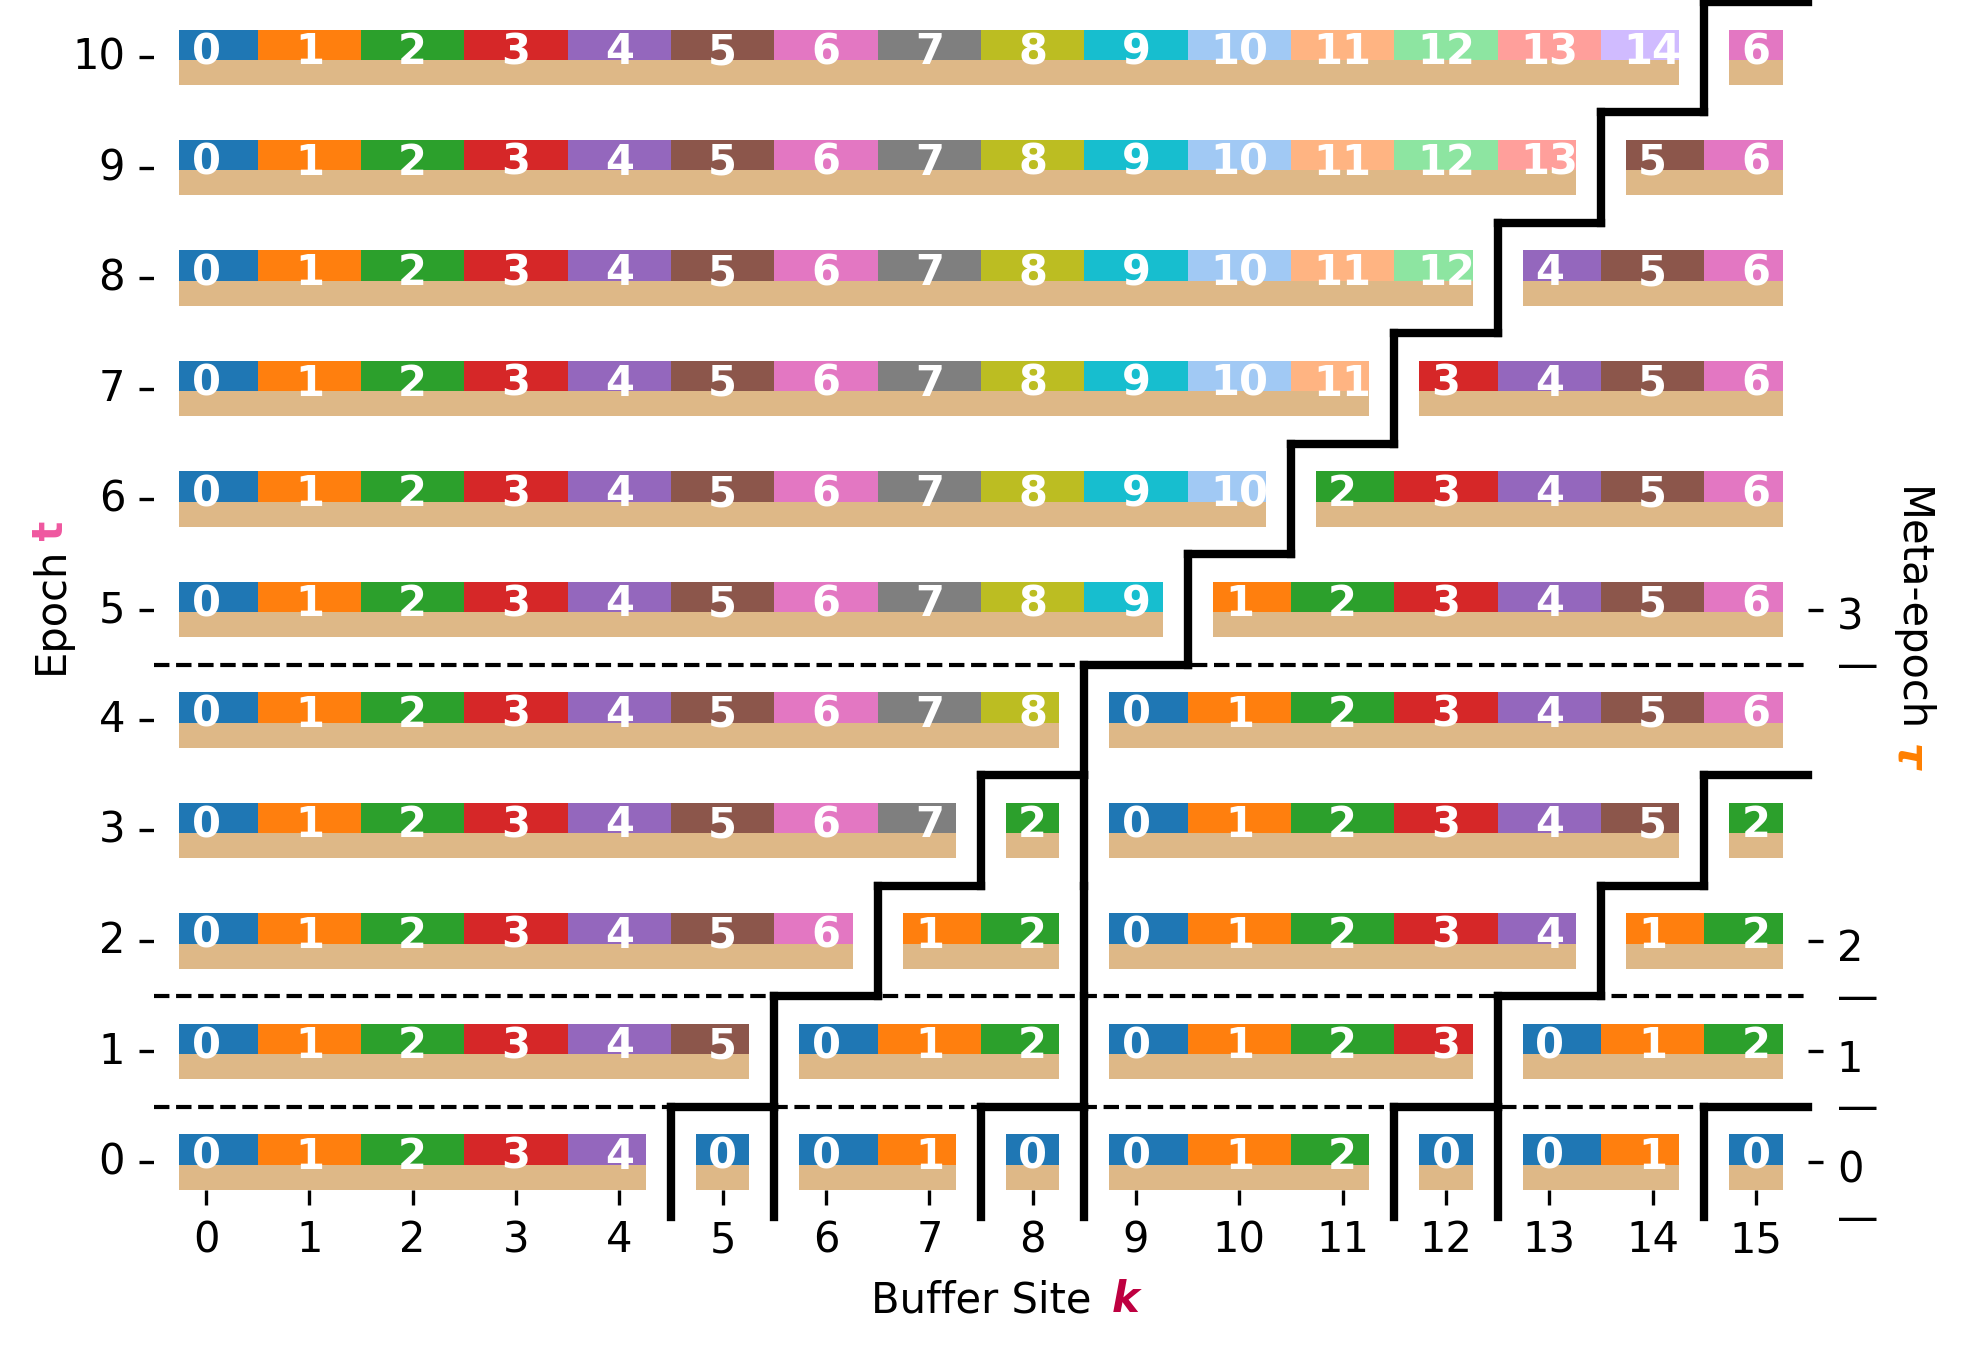 10 0 1 2 3 4 5 6 7 8 9 10 11 12 13 14 6
9 0 1 2 3 4 5 6 7 8 9 10 11 12 13 5 6
8 0 1 2 3 4 5 6 7 8 9 10 11 12 4 5 6
7 0 1 2 3 4 5 6 7 8 9 10 11 3 4 5 6
6 0 1 2 3 4 5 6 7 8 9 10 2 3 4 5 6
5 0 1 2 3 4 5 6 7 8 9 1 2 3 4 5 6 3
4 0 1 2 3 4 5 6 7 8 0 1 2 3 4 5 6
3 0 1 2 3 4 5 6 7 2 0 1 2 3 4 5 2
2 0 1 2 3 4 5 6 1 2 0 1 2 3 4 1 2 2
1 0 1 2 3 4 5 0 1 2 0 1 2 3 0 1 2 1
0 0 1 2 3 4 0 0 1 0 0 1 2 0 0 1 0 0
0 1 2 3 4 5 6 7 8 9 10 11 12 13 14 15
Buffer Site k
Epoch t
Meta-epoch τ